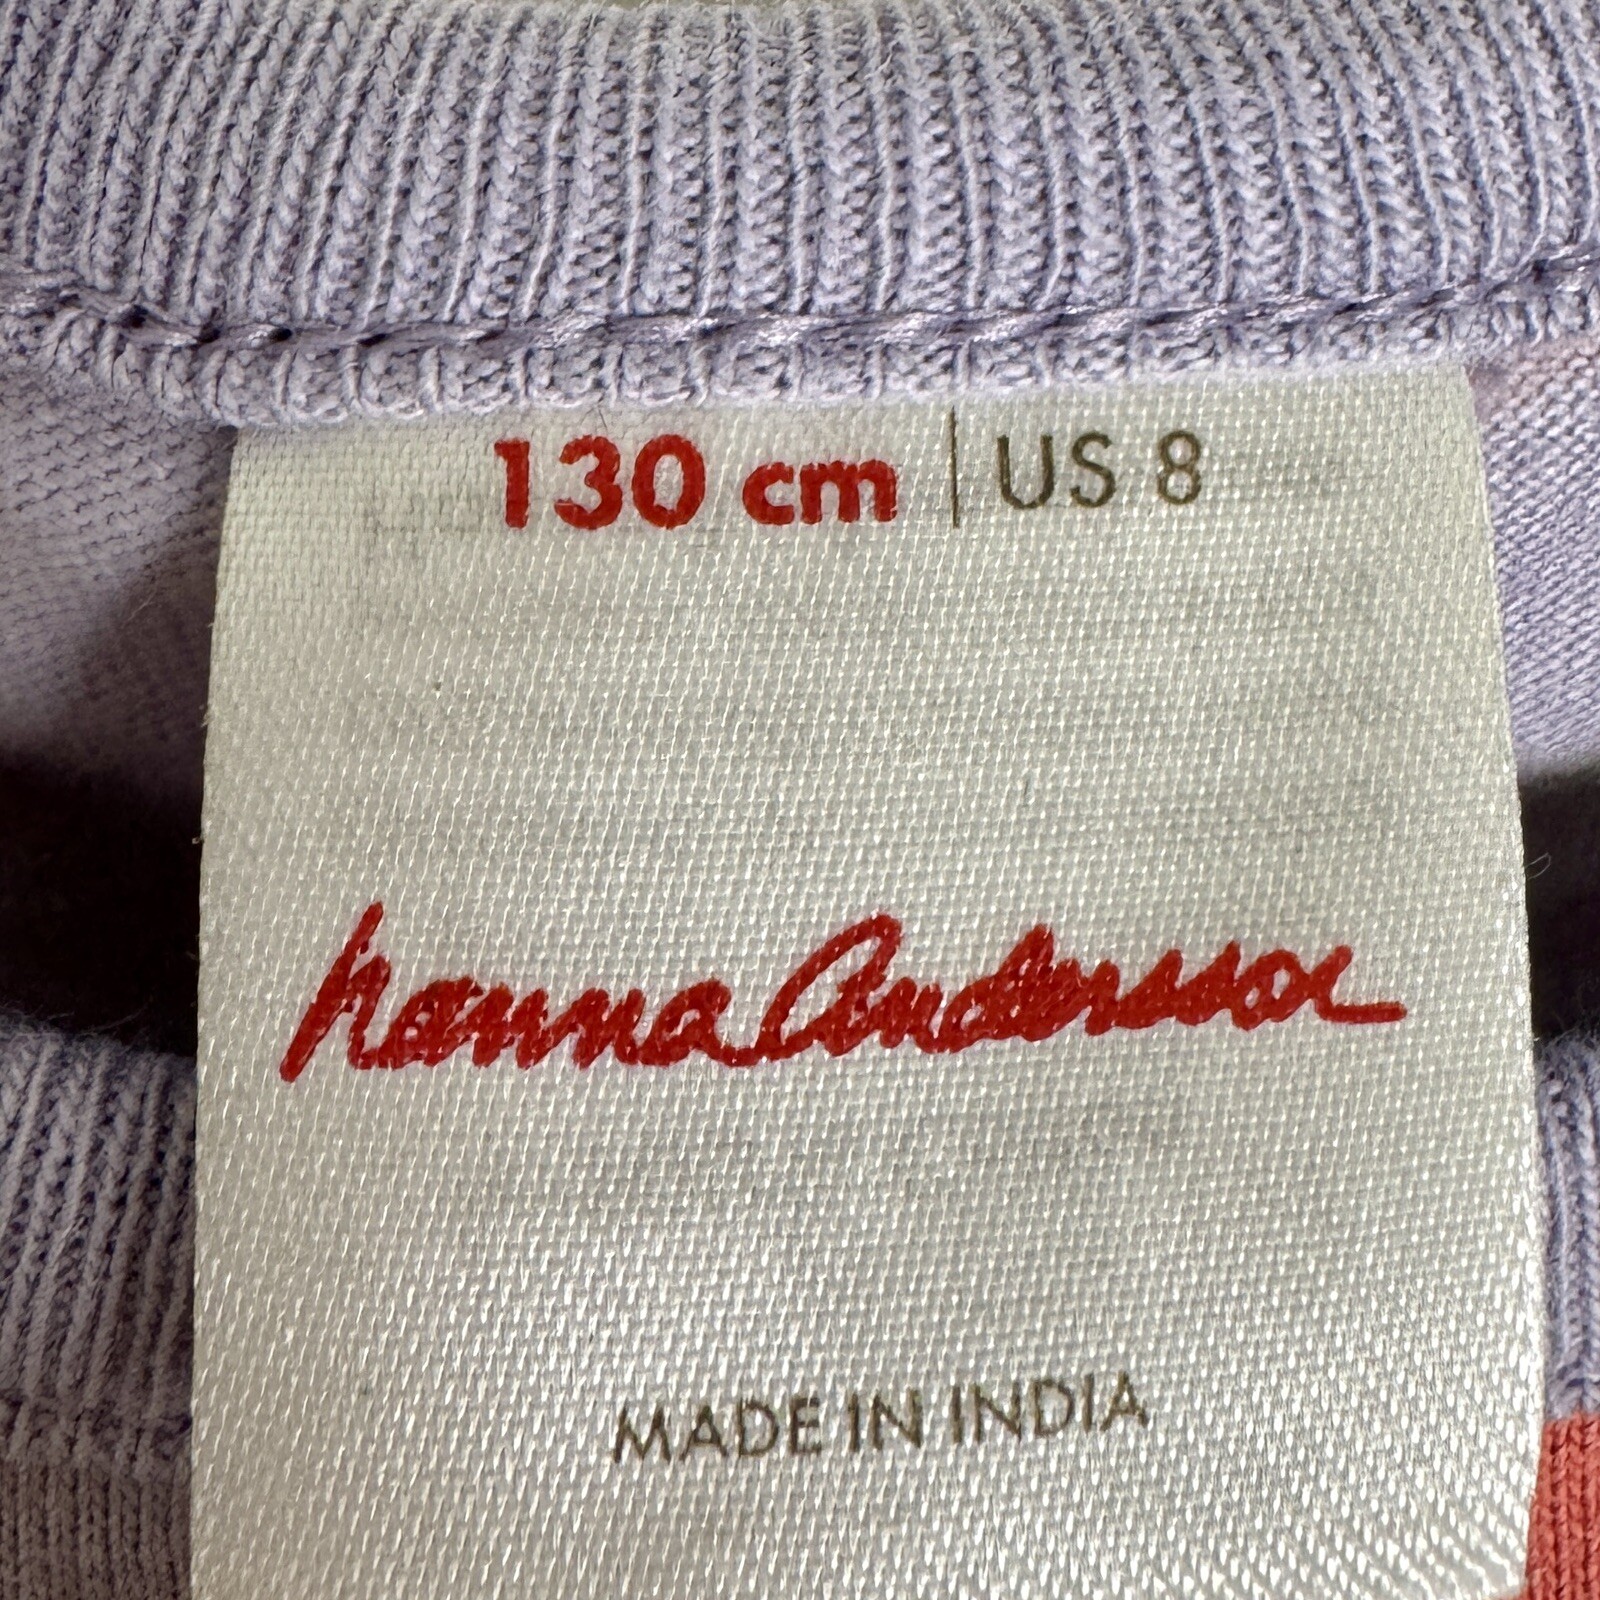 130 cm | US 8
hanna Andersson
MADE IN INDIA